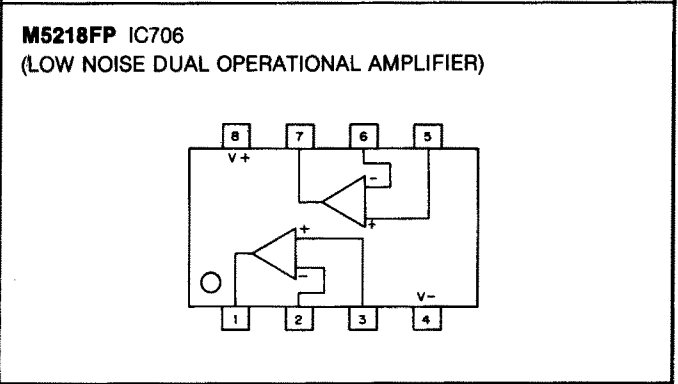 M5218FP IC706
(LOW NOISE DUAL OPERATIONAL AMPLIFIER)
8 7 6 5
V+
-
+
+
-
V-
1 2 3 4